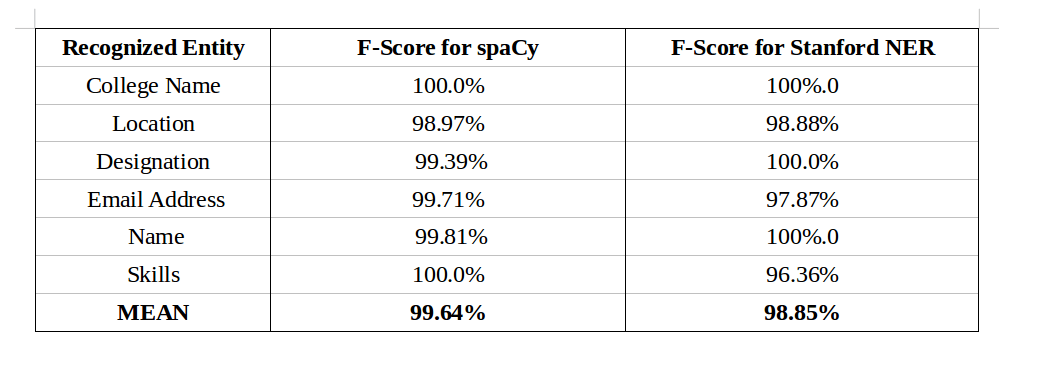 Recognized Entity F-Score for spaCy F-Score for Stanford NER
College Name 100.0% 100%.0
Location 98.97% 98.88%
Designation 99.39% 100.0%
Email Address 99.71% 97.87%
Name 99.81% 100%.0
Skills 100.0% 96.36%
MEAN 99.64% 98.85%